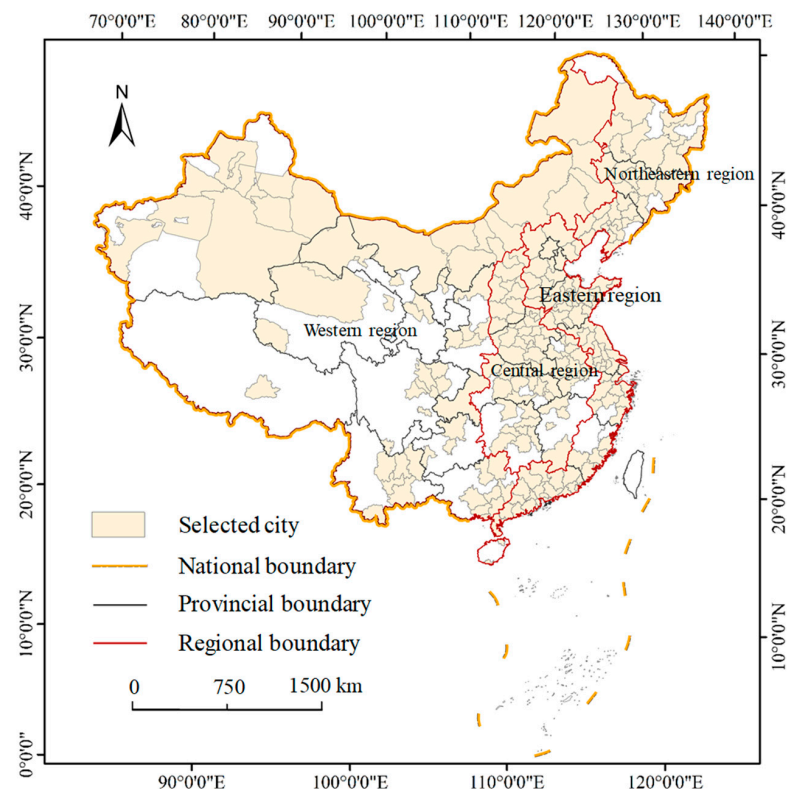 70°0'0"E 80°0'0"E 90°0'0"E 100°0'0"E 110°0'0"E 120°0'0"E 130°0'0"E 140°0'0"E
N
40°0'0"N
40°0'0"N
Northeastern region
Eastern region
Western region
30°0'0"N
30°0'0"N
Central region
20°0'0"N
20°0'0"N
Selected city
National boundary
Provincial boundary
Regional boundary
10°0'0"N
10°0'0"N
0 750 1500 km
0°0'0"
90°0'0"E 100°0'0"E 110°0'0"E 120°0'0"E